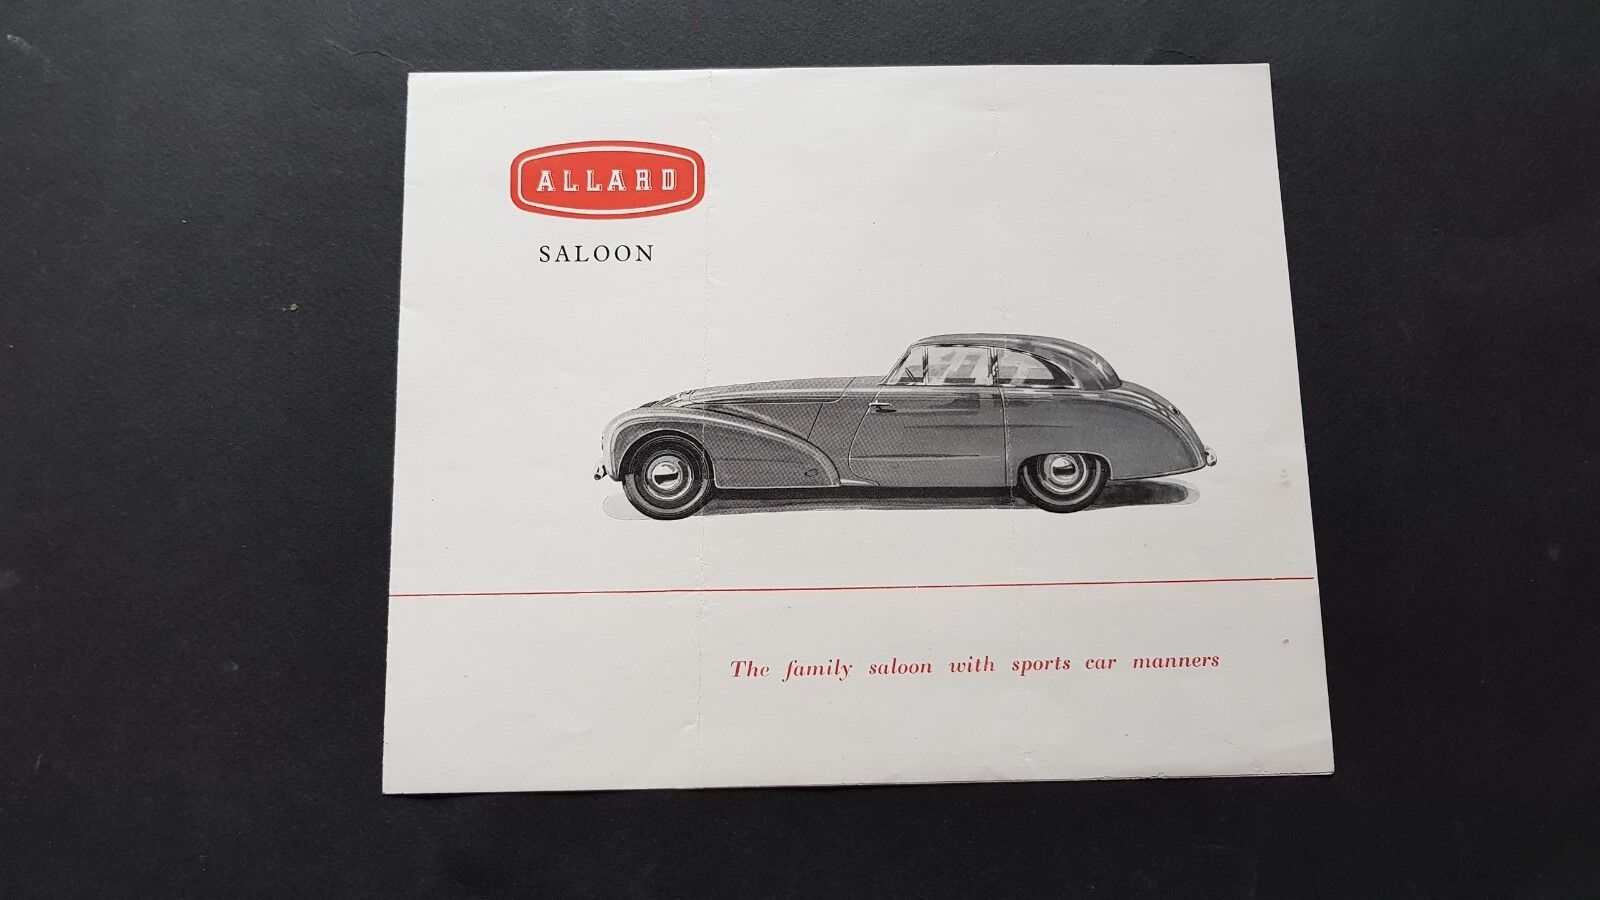 ALLARD
SALOON
The family saloon with sports car manners